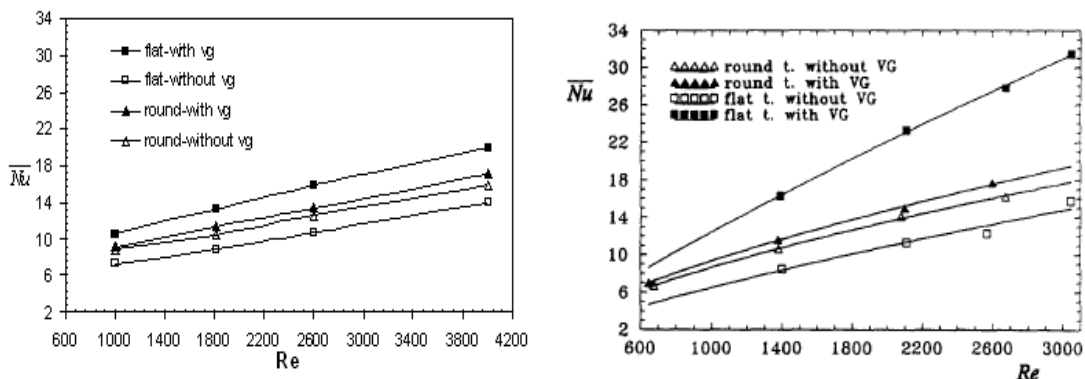 34
30
26
22
18
14
10
6
2
Nu
flat-with vg
flat-without vg
round-with vg
round-without vg
600 1000 1400 1800 2200 2600 3000 3400 3800 4200
Re
34
30
26
22
18
14
10
6
2
Nu
round t. without VG
round t. with VG
flat t. without VG
flat t. with VG
600 1000 1400 1800 2200 2600 3000
Re